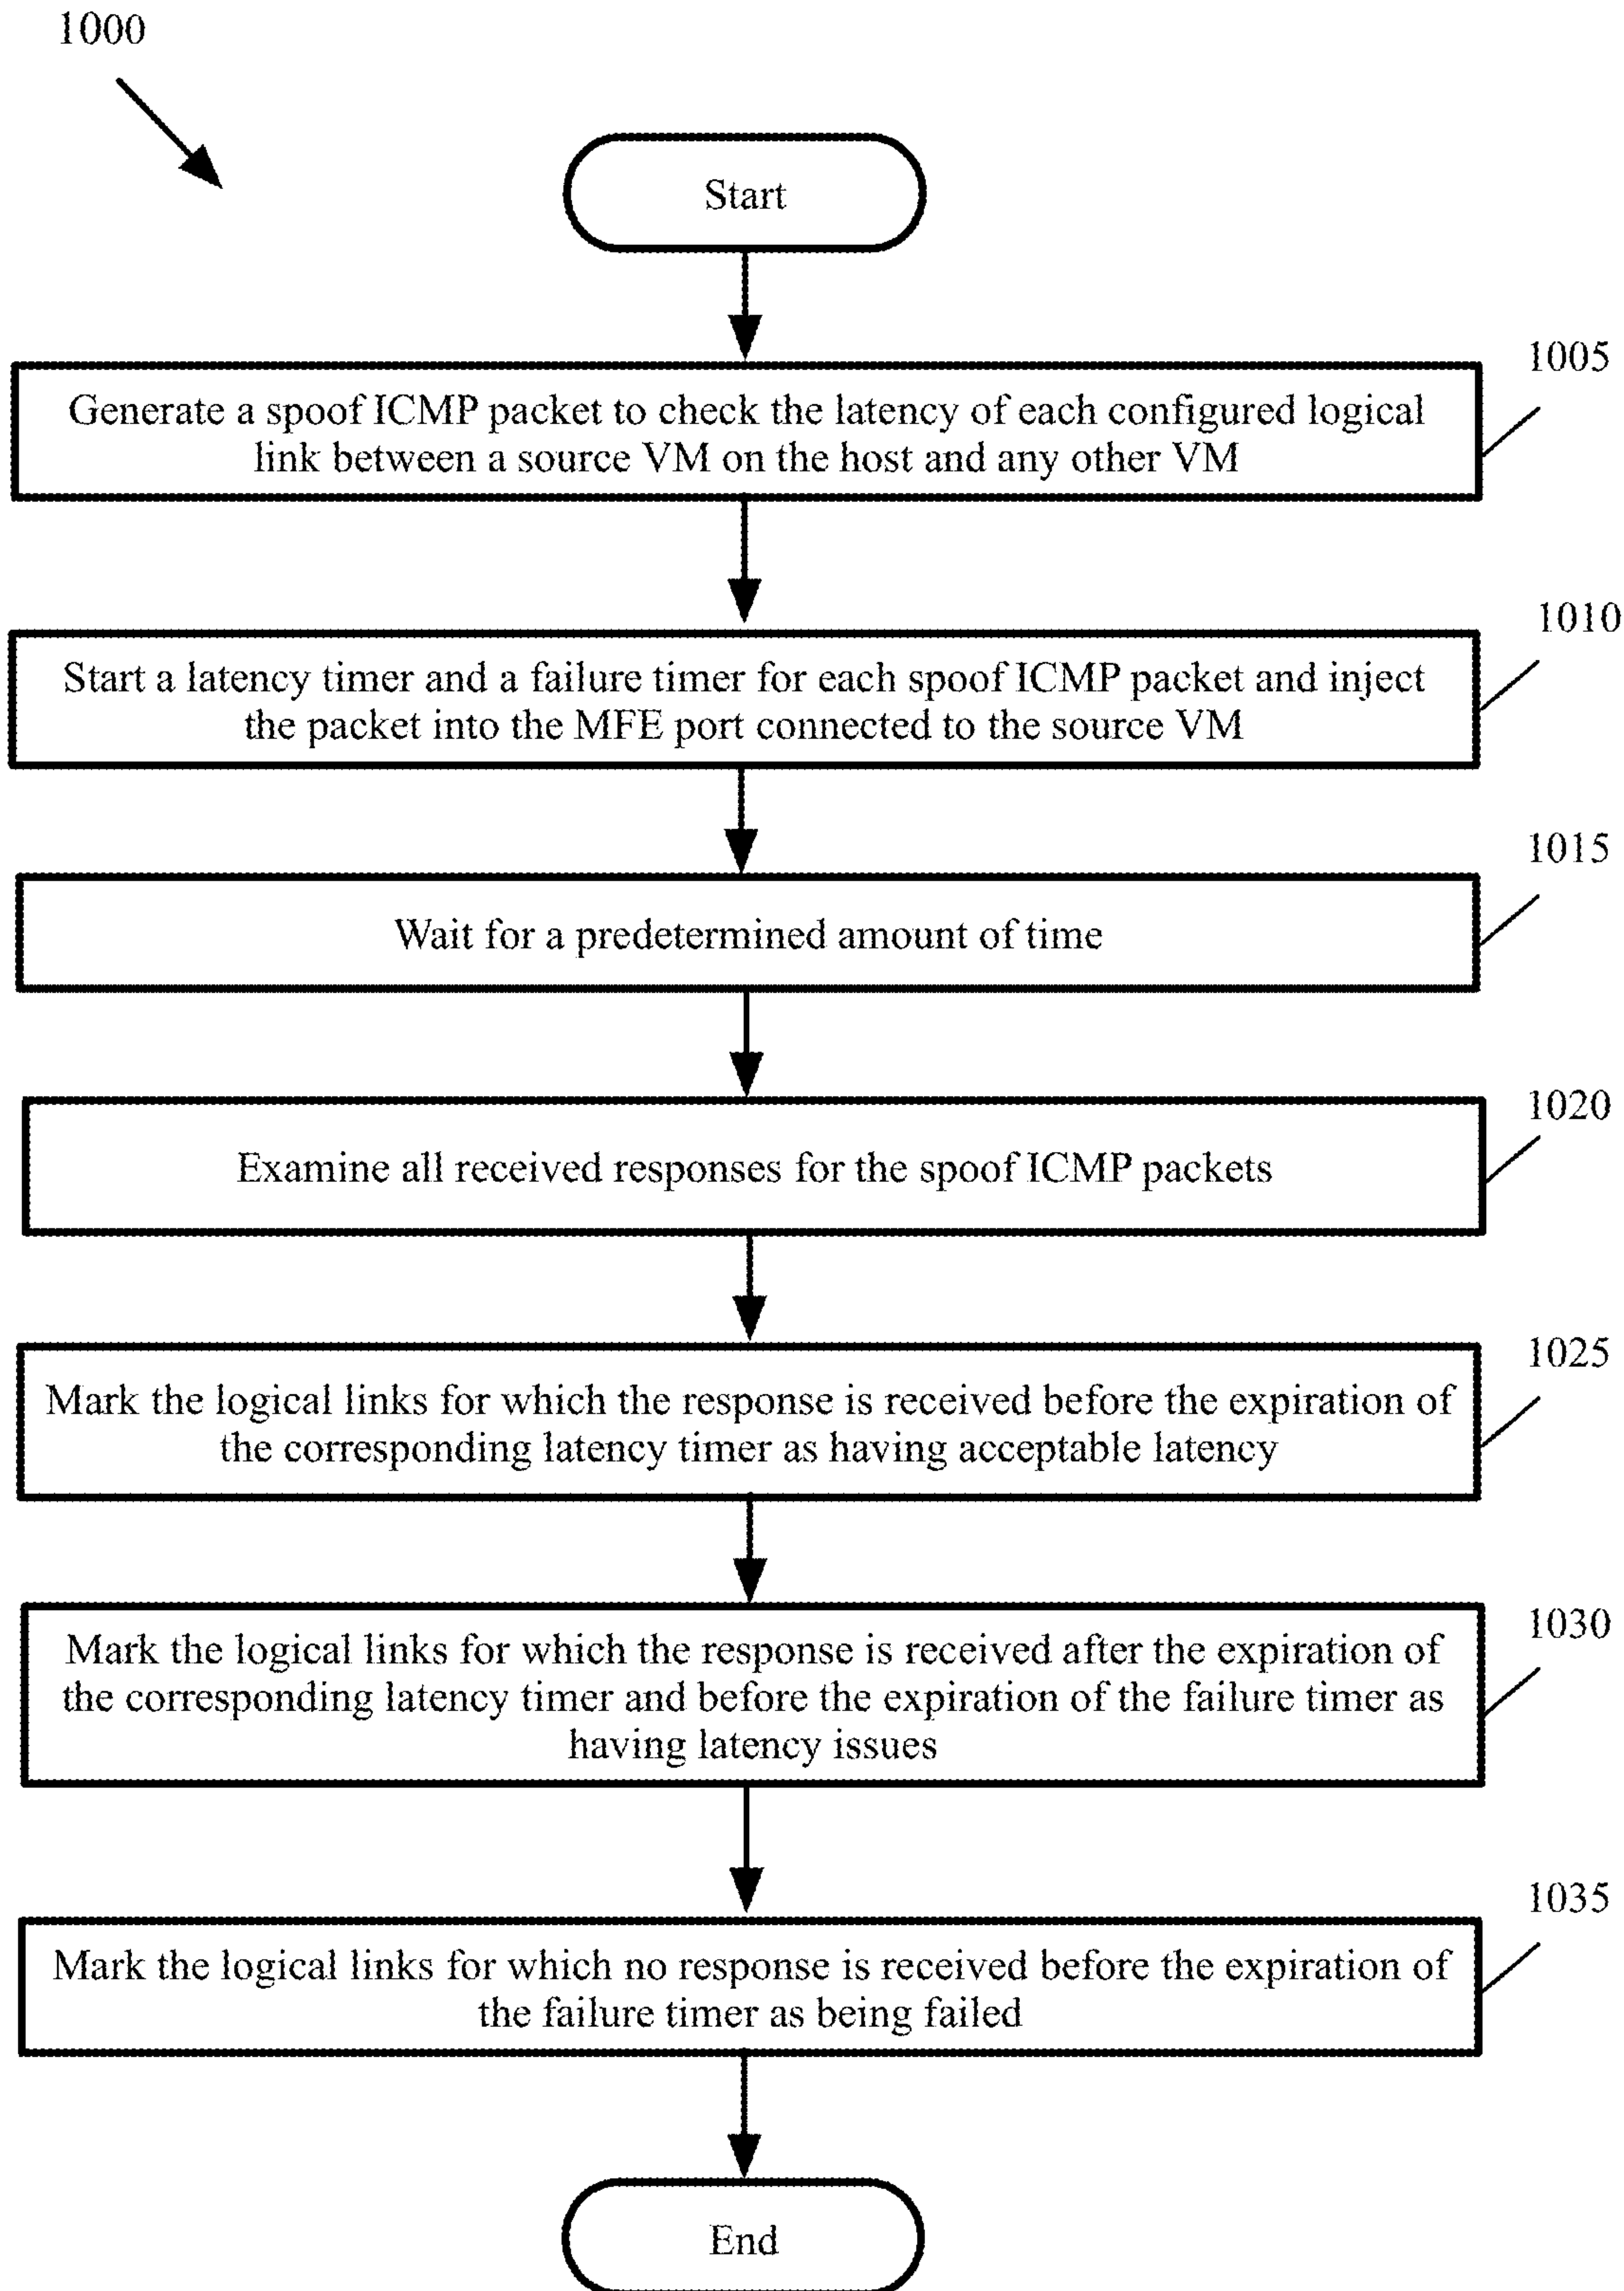 1000
Start
1005
Generate a spoof ICMP packet to check the latency of each configured logical
link between a source VM on the host and any other VM
1010
Start a latency timer and a failure timer for each spoof ICMP packet and inject
the packet into the MFE port connected to the source VM
1015
Wait for a predetermined amount of time
1020
Examine all received responses for the spoof ICMP packets
1025
Mark the logical links for which the response is received before the expiration of
the corresponding latency timer as having acceptable latency
1030
Mark the logical links for which the response is received after the expiration of
the corresponding latency timer and before the expiration of the failure timer as
having latency issues
1035
Mark the logical links for which no response is received before the expiration of
the failure timer as being failed
End